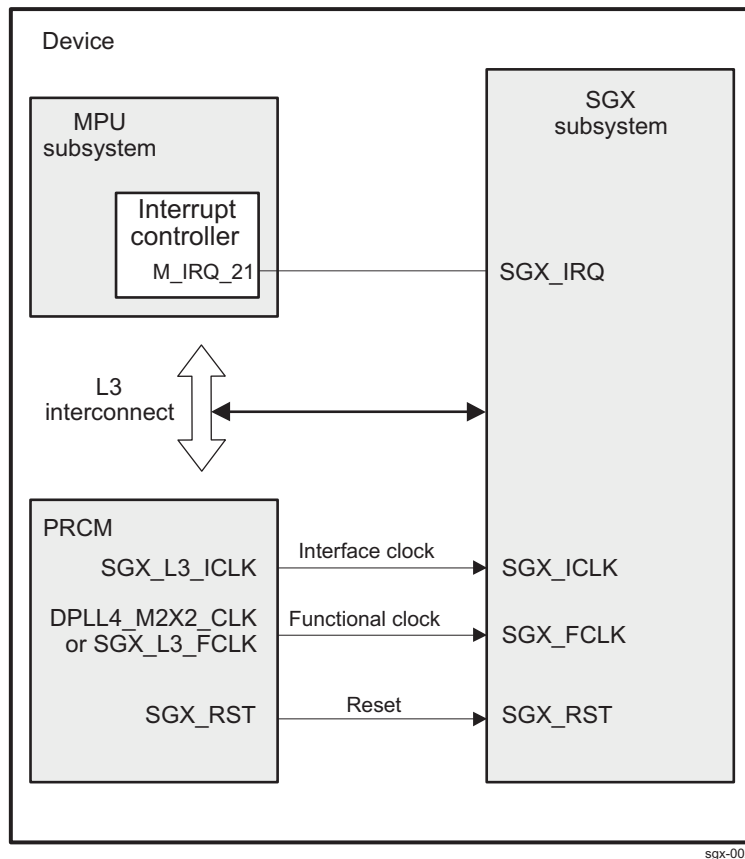 Device
MPU
subsystem
Interrupt
controller
M_IRQ_21
SGX
subsystem
SGX_IRQ
L3
interconnect
PRCM
SGX_L3_ICLK
Interface clock
SGX_ICLK
DPLL4_M2X2_CLK
or SGX_L3_FCLK
Functional clock
SGX_FCLK
SGX_RST
Reset
SGX_RST
sgx-00